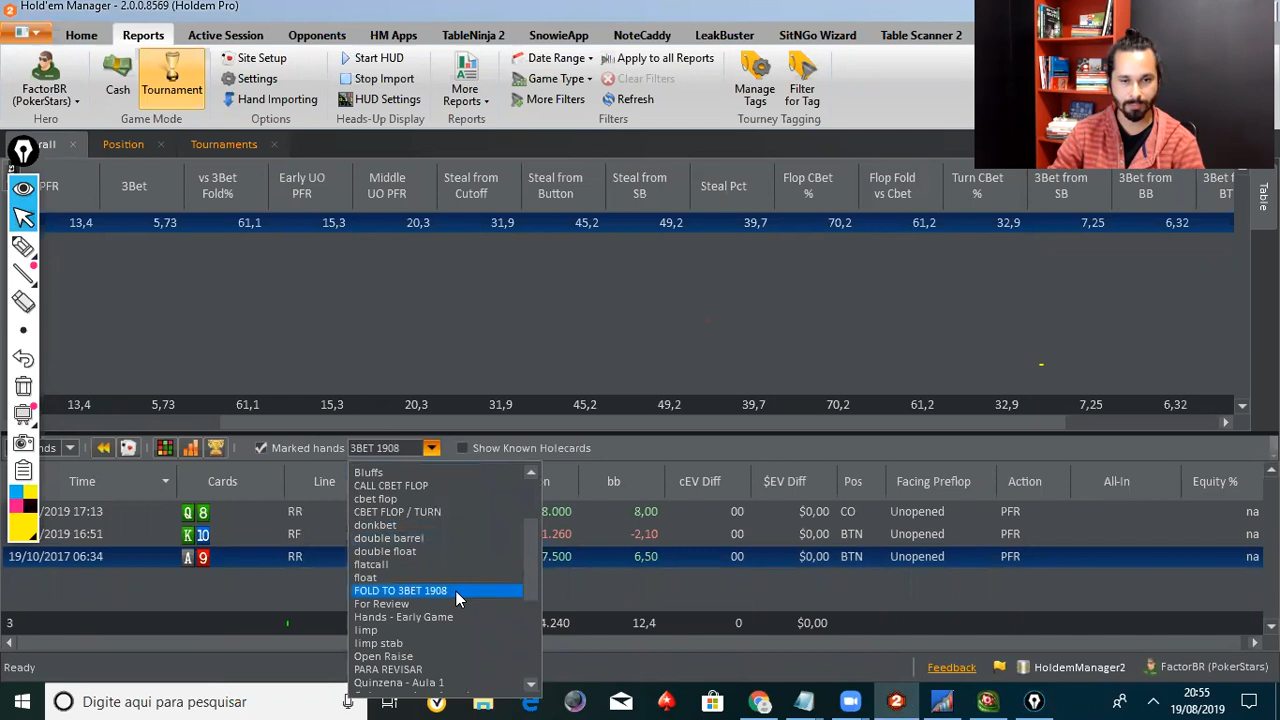 Hold'em Manager - 2.0.0.8569 (Holdem Pro)
Home Reports Active Session Opponents HM Apps TableNinja 2 SnowieApp NoteCaddy LeakBuster SitNGo Wizard Table Scanner 2
FactorBR (PokerStars)
Hero
Cash Tournament
Game Mode
Site Setup
Settings
Hand Importing
Options
Start HUD
Stop Import
HUD Settings
Heads-Up Display
More Reports
Reports
Date Range Apply to all Reports
Game Type Clear Filters
More Filters Refresh
Filters
Manage Tags Filter for Tag
Tourney Tagging
Position Tournaments
PFR 3Bet vs 3Bet Fold% Early UO PFR Middle UO PFR Steal from Cutoff Steal from Button Steal from SB Steal Pct Flop CBet % Flop Fold vs Cbet Turn CBet % 3Bet from SB 3Bet from BB 3Bet f BT
Table
13,4 5,73 61,1 15,3 20,3 31,9 45,2 49,2 39,7 70,2 61,2 32,9 7,25 6,32
13,4 5,73 61,1 15,3 20,3 31,9 45,2 49,2 39,7 70,2 61,2 32,9 7,25 6,32
Marked hands 3BET 1908 Show Known Holecards
Time Cards Line bb cEV Diff $EV Diff Pos Facing Preflop Action All-In Equity %
/2019 17:13 Q 8 RR 8.000 8,00 00 $0,00 CO Unopened PFR na
/2019 16:51 K 10 RF 1.260 -2,10 00 $0,00 BTN Unopened PFR na
19/10/2017 06:34 A 9 RR 7.500 6,50 00 $0,00 BTN Unopened PFR na
3 4.240 12,4 0 $0,00
Bluffs
CALL CBET FLOP
cbet flop
CBET FLOP / TURN
donkbet
double barrel
double float
flatcall
float
FOLD TO 3BET 1908
For Review
Hands - Early Game
limp
limp stab
Open Raise
PARA REVISAR
Quinzena - Aula 1
Ready Feedback HoldemManager2 FactorBR (PokerStars)
Digite aqui para pesquisar
20:55
19/08/2019